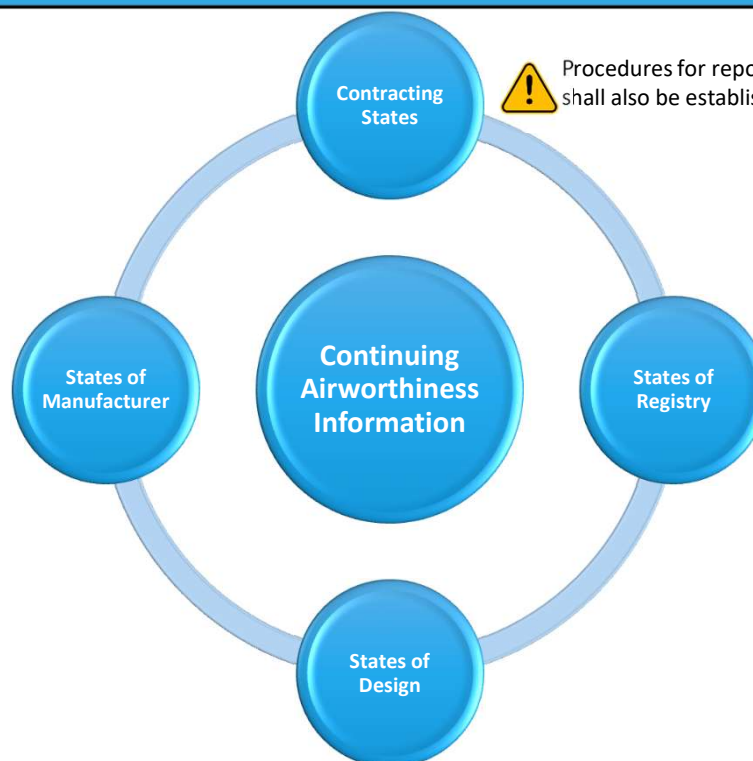 Contracting
States
Procedures for repo
shall also be establis
Continuing
Airworthiness
Information
States of
Manufacturer
States of
Registry
States of
Design